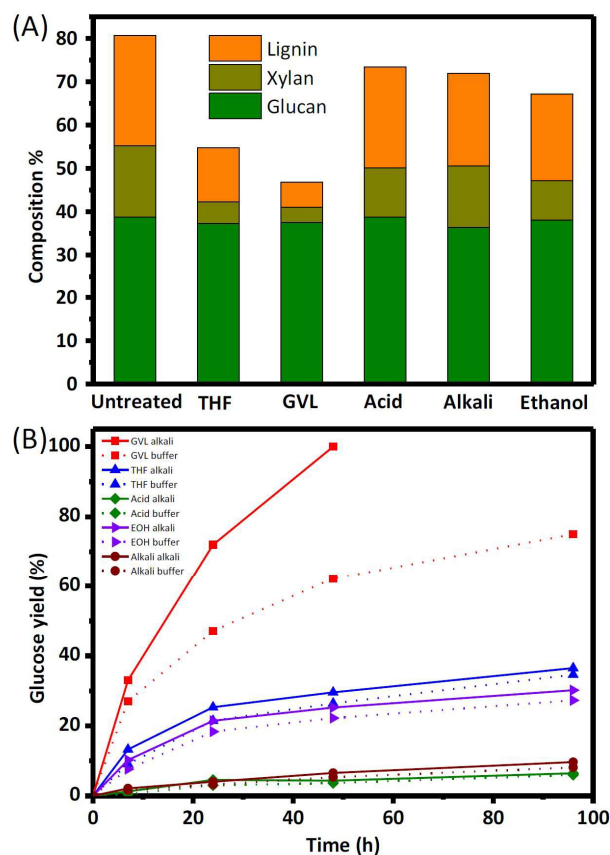 (A)
80
70
60
50
40
30
20
10
0
Composition %
Lignin
Xylan
Glucan
Untreated THF GVL Acid Alkali Ethanol
(B)
100
80
60
40
20
0
Glucose yield (%)
GVL alkali
GVL buffer
THF alkali
THF buffer
Acid alkali
Acid buffer
EOH alkali
EOH buffer
Alkali alkali
Alkali buffer
0 20 40 60 80 100
Time (h)